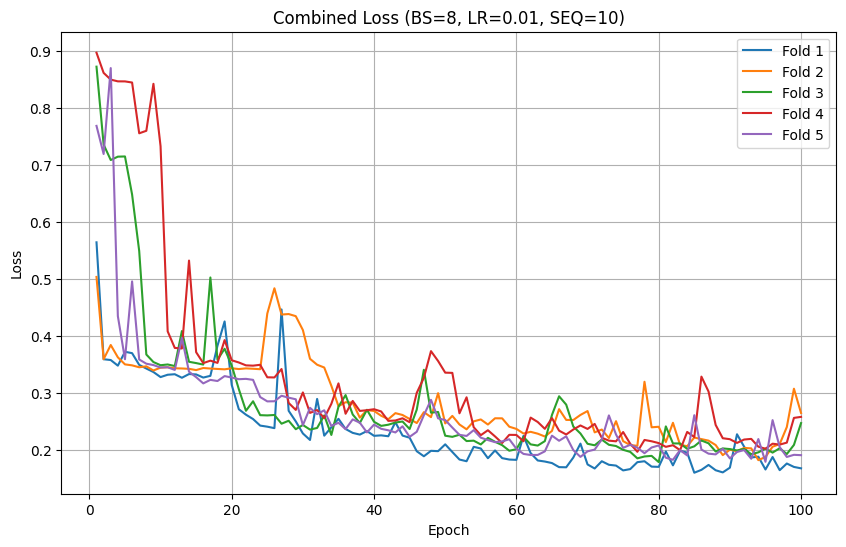 Combined Loss (BS=8, LR=0.01, SEQ=10)
Fold 1
Fold 2
Fold 3
Fold 4
Fold 5
0.9
0.8
0.7
0.6
0.5
0.4
0.3
0.2
Loss
0 20 40 60 80 100
Epoch